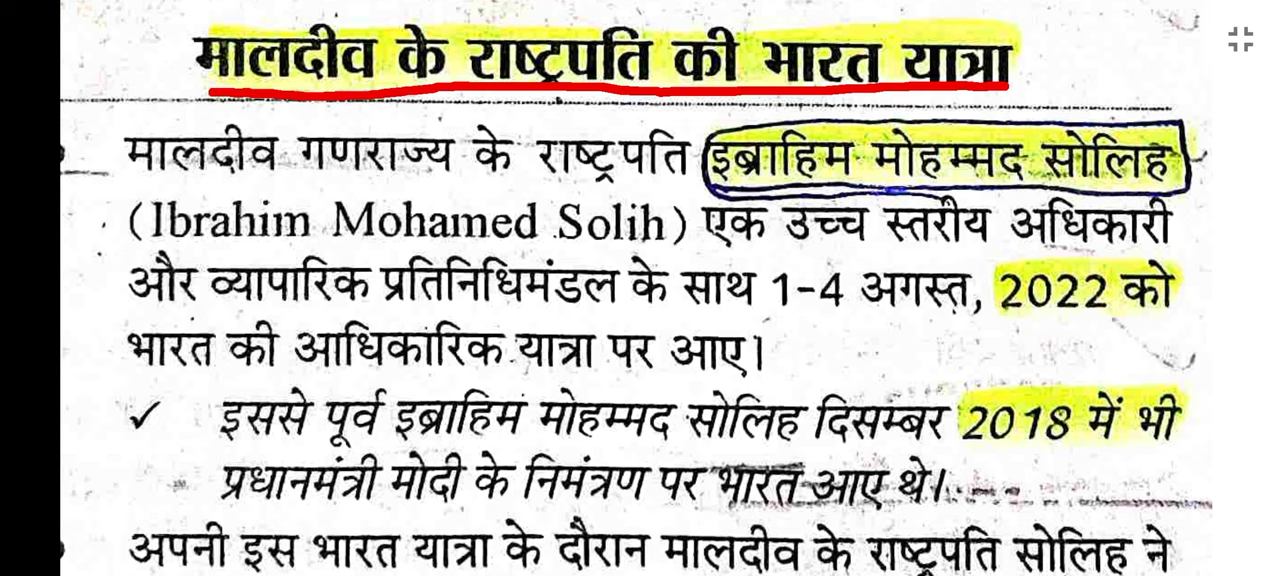 मालदीव के राष्ट्रपति की भारत यात्रा
मालदीव गणराज्य के राष्ट्रपति इब्राहिम मोहम्मद सोलिह
(Ibrahim Mohamed Solih) एक उच्च स्तरीय अधिकारी
और व्यापारिक प्रतिनिधिमंडल के साथ 1-4 अगस्त, 2022 को
भारत की आधिकारिक यात्रा पर आए।
✓ इससे पूर्व इब्राहिम मोहम्मद सोलिह दिसम्बर 2018 में भी
प्रधानमंत्री मोदी के निमंत्रण पर भारत आए थे।
अपनी इस भारत यात्रा के दौरान मालदीव के राष्ट्रपति सोलिह ने